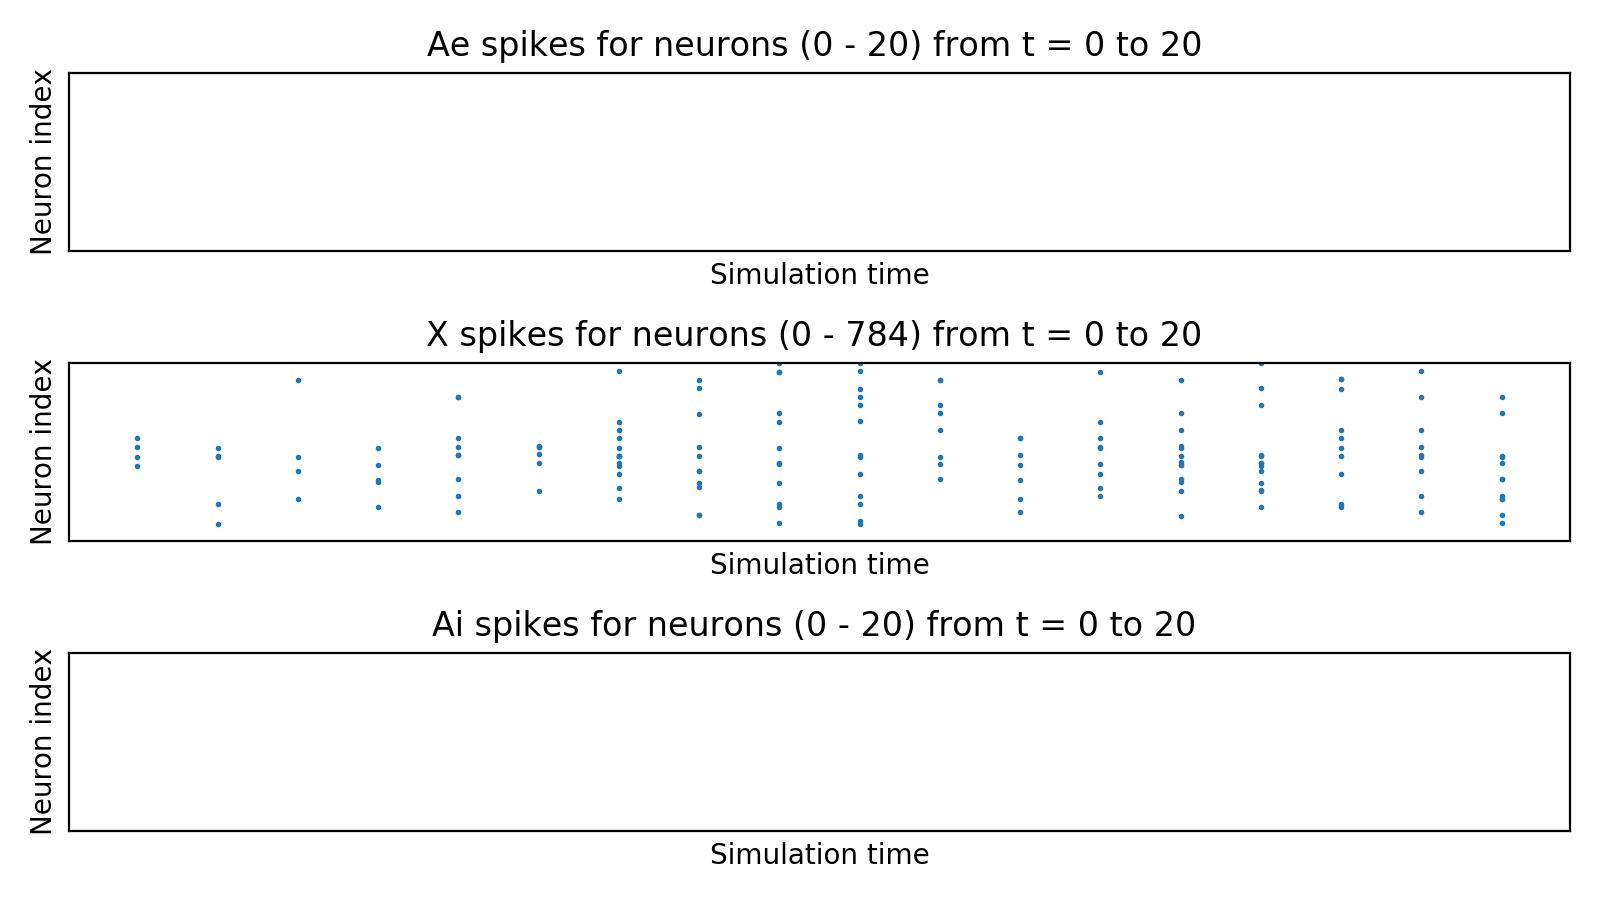 Ae spikes for neurons (0 - 20) from t = 0 to 20
Neuron index
Simulation time
X spikes for neurons (0 - 784) from t = 0 to 20
Neuron index
Simulation time
Ai spikes for neurons (0 - 20) from t = 0 to 20
Neuron index
Simulation time